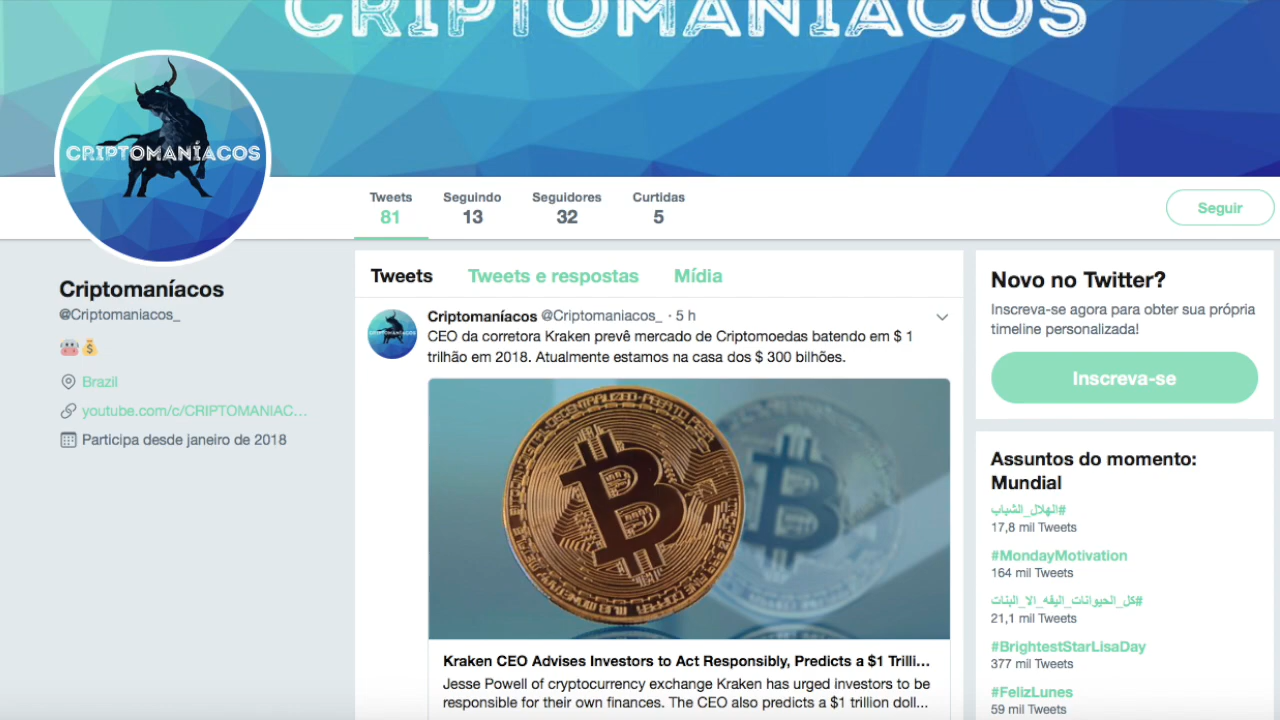 CRIPTOMANÍACOS
CRIPTOMANÍACOS
Tweets
81
Seguindo
13
Seguidores
32
Curtidas
5
Seguir
Criptomaníacos
@Criptomaniacos_
Brazil
youtube.com/c/CRIPTOMANIAC...
Participa desde janeiro de 2018
Tweets
Tweets e respostas
Mídia
Criptomaníacos @Criptomaniacos_ · 5 h
CEO da corretora Kraken prevê mercado de Criptomoedas batendo em $ 1
trilhão em 2018. Atualmente estamos na casa dos $ 300 bilhões.
Kraken CEO Advises Investors to Act Responsibly, Predicts a $1 Trilli...
Jesse Powell of cryptocurrency exchange Kraken has urged investors to be
responsible for their own finances. The CEO also predicts a $1 trillion doll...
Novo no Twitter?
Inscreva-se agora para obter sua própria
timeline personalizada!
Inscreva-se
Assuntos do momento:
Mundial
#الهلال_الشباب
17,8 mil Tweets
#MondayMotivation
164 mil Tweets
#كل_الحيوانات_اليفه_الا_البنات
21,1 mil Tweets
#BrightestStarLisaDay
377 mil Tweets
#FelizLunes
59 mil Tweets